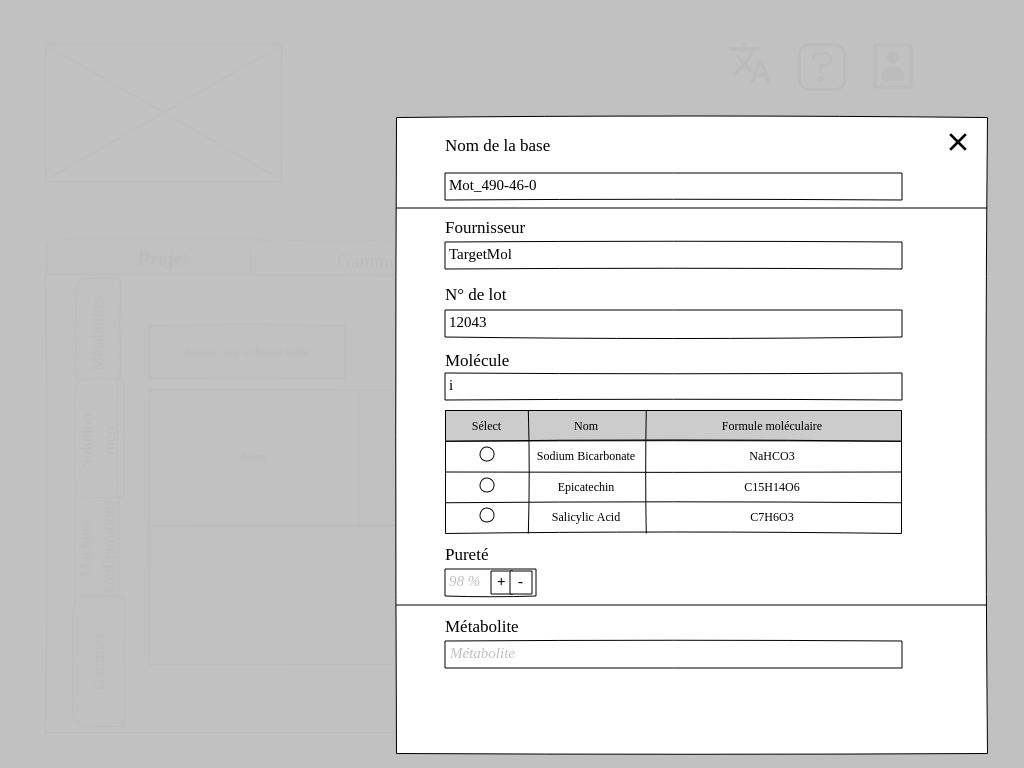 Nom de la base
Mot_490-46-0
Fournisseur
TargetMol
N° de lot
12043
Molécule
i
Sélect Nom Formule moléculaire
Sodium Bicarbonate NaHCO3
Epicatechin C15H14O6
Salicylic Acid C7H6O3
Pureté
98 % + -
Métabolite
Métabolite
Projet